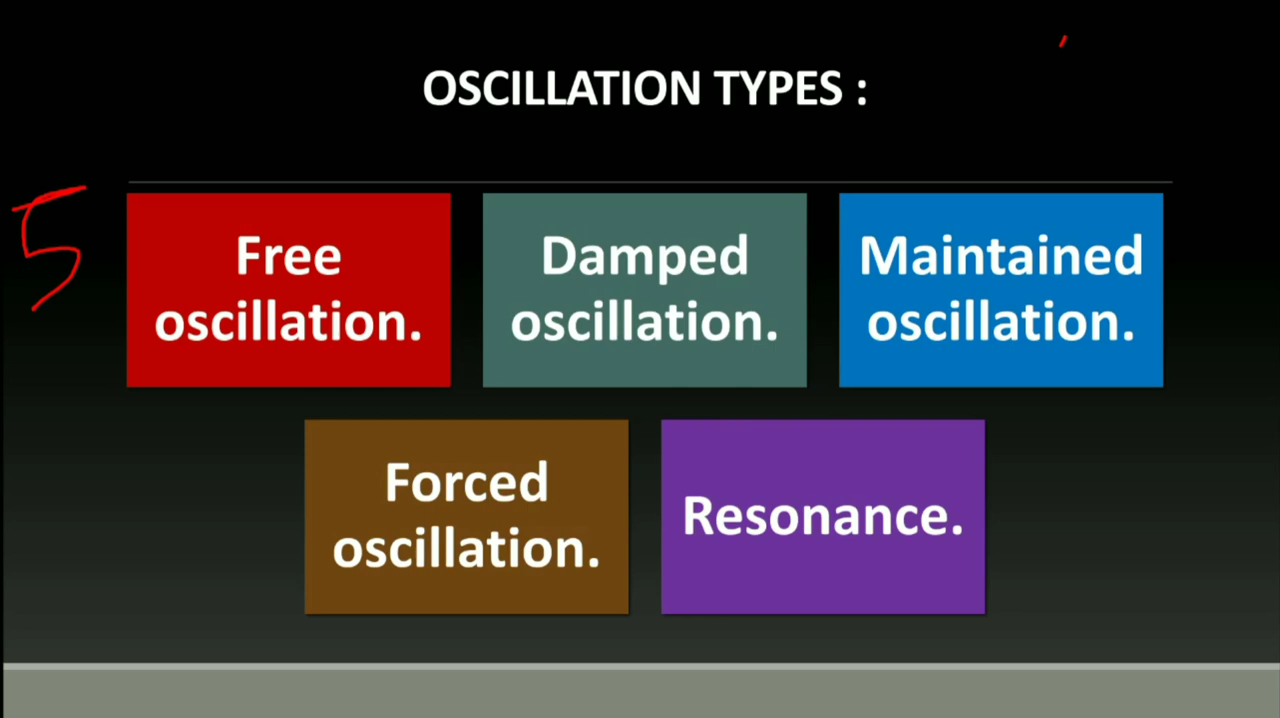 OSCILLATION TYPES :
5
Free
oscillation.
Damped
oscillation.
Maintained
oscillation.
Forced
oscillation.
Resonance.